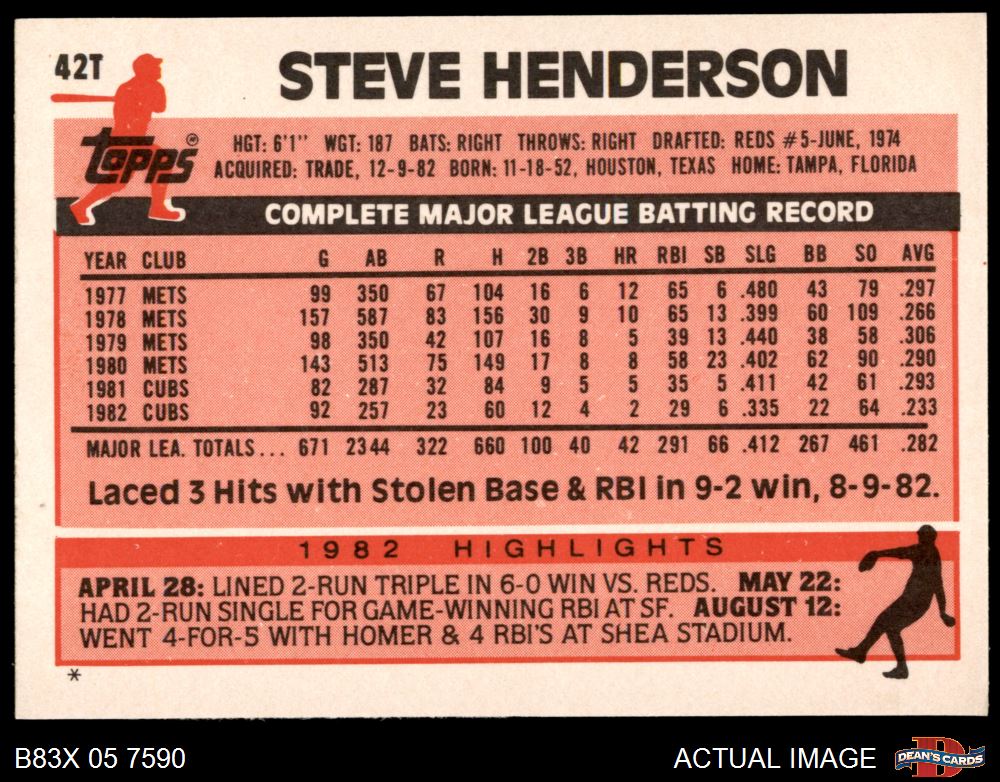 42T
STEVE HENDERSON
Topps
HGT: 6'1" WGT: 187 BATS: RIGHT THROWS: RIGHT DRAFTED: REDS #5-JUNE, 1974
ACQUIRED: TRADE, 12-9-82 BORN: 11-18-52, HOUSTON, TEXAS HOME: TAMPA, FLORIDA
COMPLETE MAJOR LEAGUE BATTING RECORD
YEAR CLUB G AB R H 2B 3B HR RBI SB SLG BB SO AVG
1977 METS 99 350 67 104 16 6 12 65 6 .480 43 79 .297
1978 METS 157 587 83 156 30 9 10 65 13 .399 60 109 .266
1979 METS 98 350 42 107 16 8 5 39 13 .440 38 58 .306
1980 METS 143 513 75 149 17 8 8 58 23 .402 62 90 .290
1981 CUBS 82 287 32 84 9 5 5 35 5 .411 42 61 .293
1982 CUBS 92 257 23 60 12 4 2 29 6 .335 22 64 .233
MAJOR LEA. TOTALS... 671 2344 322 660 100 40 42 291 66 .412 267 461 .282
Laced 3 Hits with Stolen Base & RBI in 9-2 win, 8-9-82.
1982 HIGHLIGHTS
APRIL 28: LINED 2-RUN TRIPLE IN 6-0 WIN VS. REDS. MAY 22:
HAD 2-RUN SINGLE FOR GAME-WINNING RBI AT SF. AUGUST 12:
WENT 4-FOR-5 WITH HOMER & 4 RBI'S AT SHEA STADIUM.
*
B83X 05 7590
ACTUAL IMAGE
DEAN'S CARDS